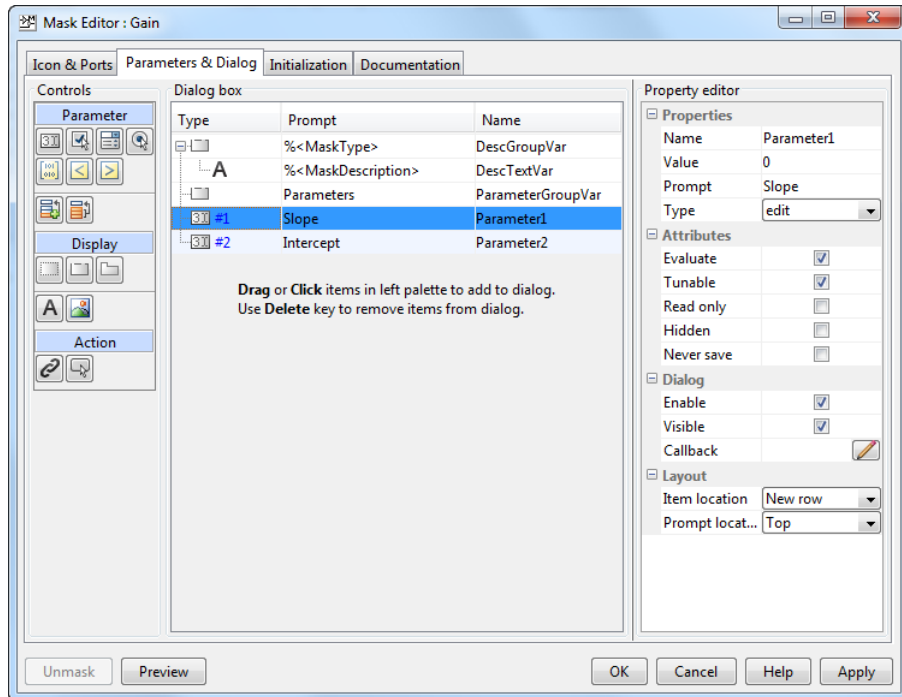 Mask Editor : Gain
Icon & Ports Parameters & Dialog Initialization Documentation
Controls
Parameter
Display
A
Action
Dialog box
Type Prompt Name
%<MaskType> DescGroupVar
A %<MaskDescription> DescTextVar
Parameters ParameterGroupVar
#1 Slope Parameter1
#2 Intercept Parameter2
Drag or Click items in left palette to add to dialog.
Use Delete key to remove items from dialog.
Property editor
Properties
Name Parameter1
Value 0
Prompt Slope
Type edit
Attributes
Evaluate
Tunable
Read only
Hidden
Never save
Dialog
Enable
Visible
Callback
Layout
Item location New row
Prompt locat... Top
Unmask Preview OK Cancel Help Apply